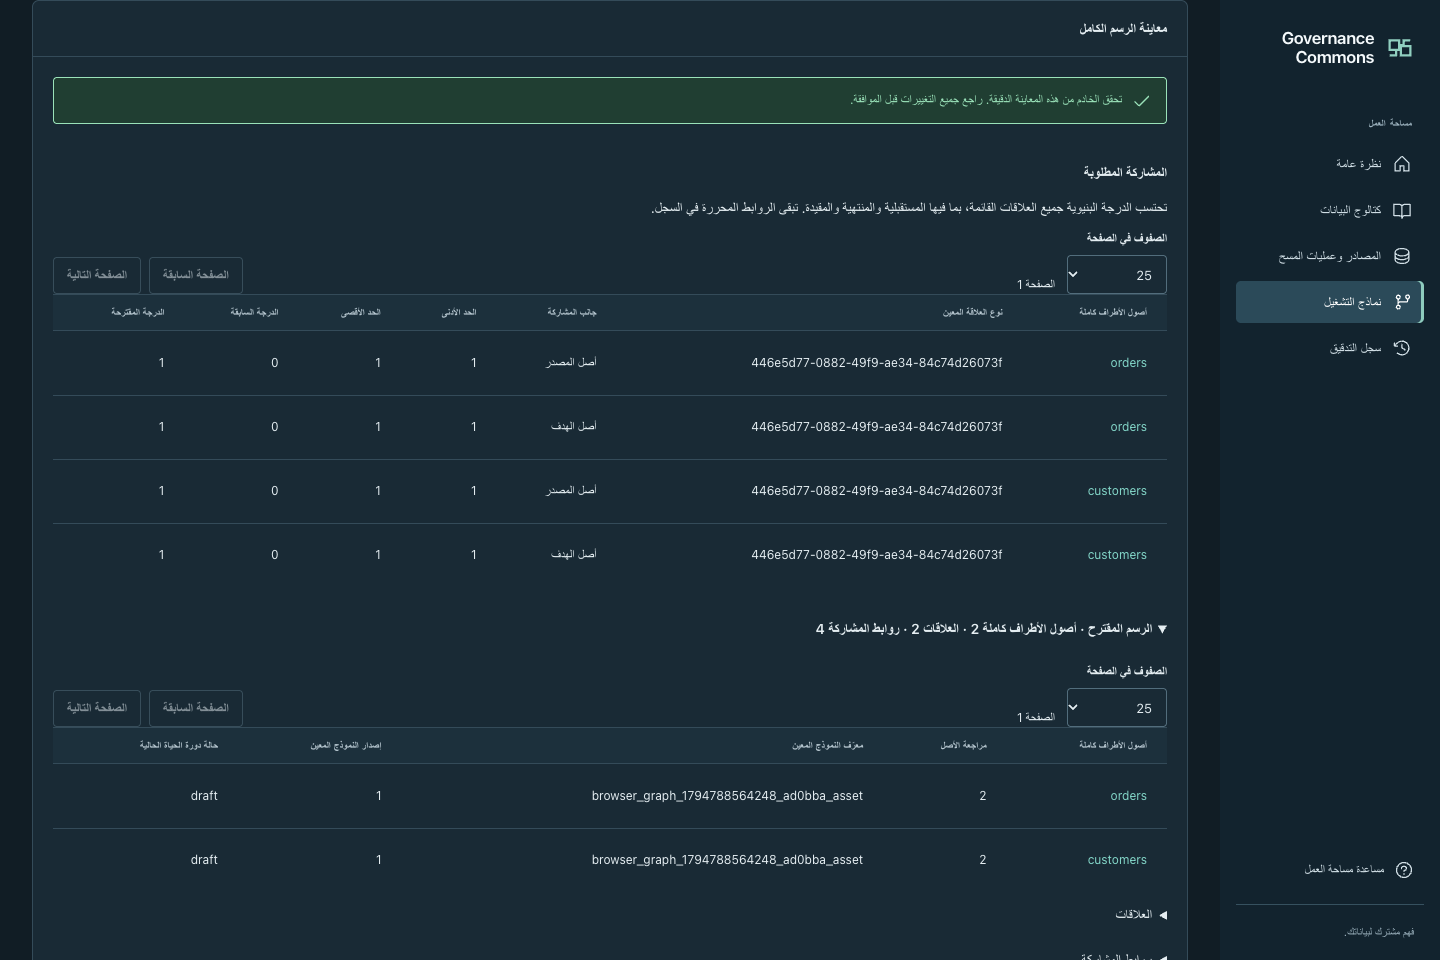 Governance
Commons
مساحة العمل
نظرة عامة
كتالوج البيانات
المصادر وعمليات المسح
نماذج التشغيل
سجل التدقيق
مساعدة مساحة العمل
فهم مشترك لبياناتك.
معاينة الرسم الكامل
تحقق الخادم من هذه المعاينة الدقيقة. راجع جميع التغييرات قبل الموافقة.
المشاركة المطلوبة
تحتسب الدرجة البنيوية جميع العلاقات القائمة، بما فيها المستقبلية والمنتهية والمقيدة. تبقى الروابط المحررة في السجل.
الصفوف في الصفحة
25 الصفحة 1 الصفحة السابقة الصفحة التالية
أصول الأطراف كاملة نوع العلاقة المعين جانب المشاركة الحد الأدنى الحد الأقصى الدرجة السابقة الدرجة المقترحة
orders 446e5d77-0882-49f9-ae34-84c74d26073f أصل المصدر 1 1 0 1
orders 446e5d77-0882-49f9-ae34-84c74d26073f أصل الهدف 1 1 0 1
customers 446e5d77-0882-49f9-ae34-84c74d26073f أصل المصدر 1 1 0 1
customers 446e5d77-0882-49f9-ae34-84c74d26073f أصل الهدف 1 1 0 1
الرسم المقترح · أصول الأطراف كاملة 2 · العلاقات 2 · روابط المشاركة 4
الصفوف في الصفحة
25 الصفحة 1 الصفحة السابقة الصفحة التالية
أصول الأطراف كاملة مراجعة الأصل معرّف النموذج المعين إصدار النموذج المعين حالة دورة الحياة الحالية
orders 2 browser_graph_1794788564248_ad0bba_asset 1 draft
customers 2 browser_graph_1794788564248_ad0bba_asset 1 draft
العلاقات
روابط المشاركة